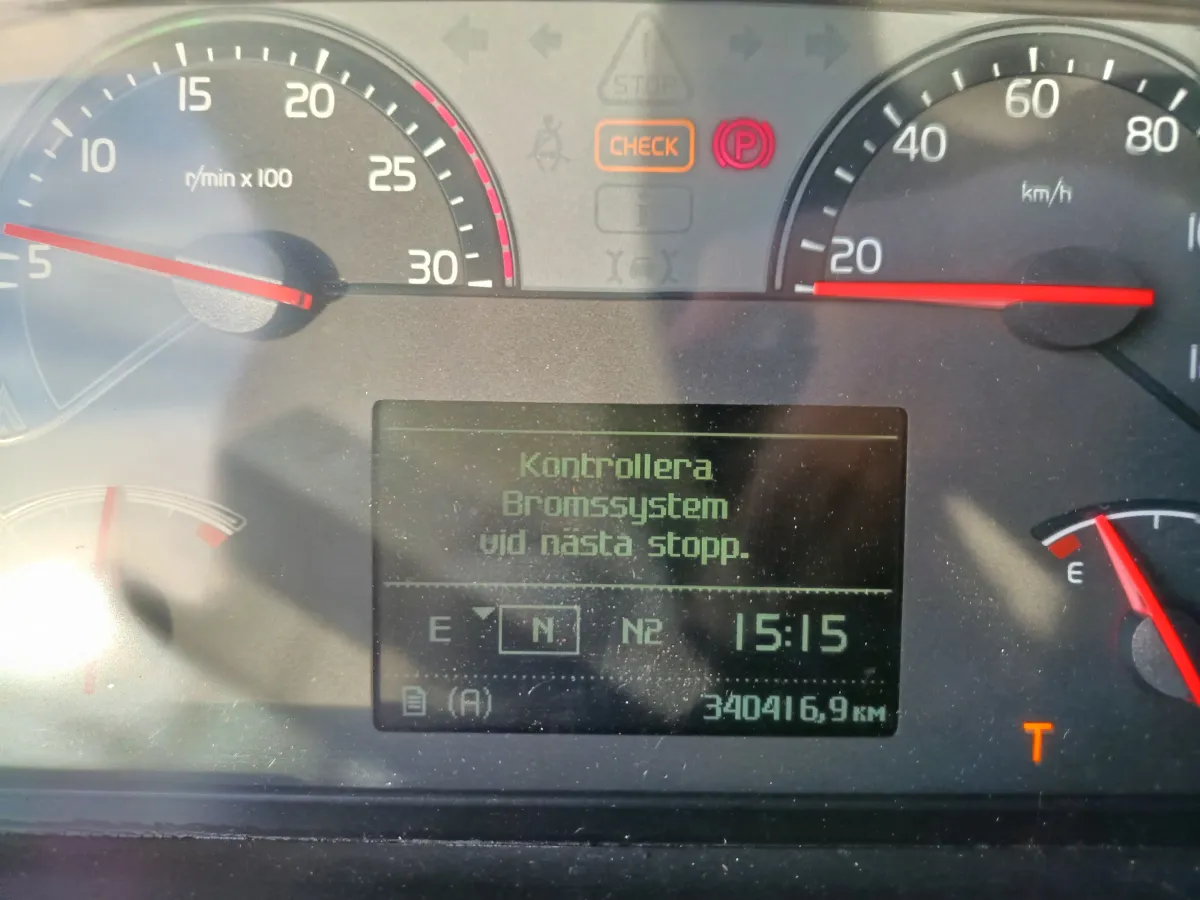 15
20
10
25
r/min x 100
5
30
STOP
CHECK
P
i
60
40
80
km/h
20
Kontrollera
Bromssystem
vid nästa stopp.
E N N2 15:15
(A) 340416,9 км
E
T